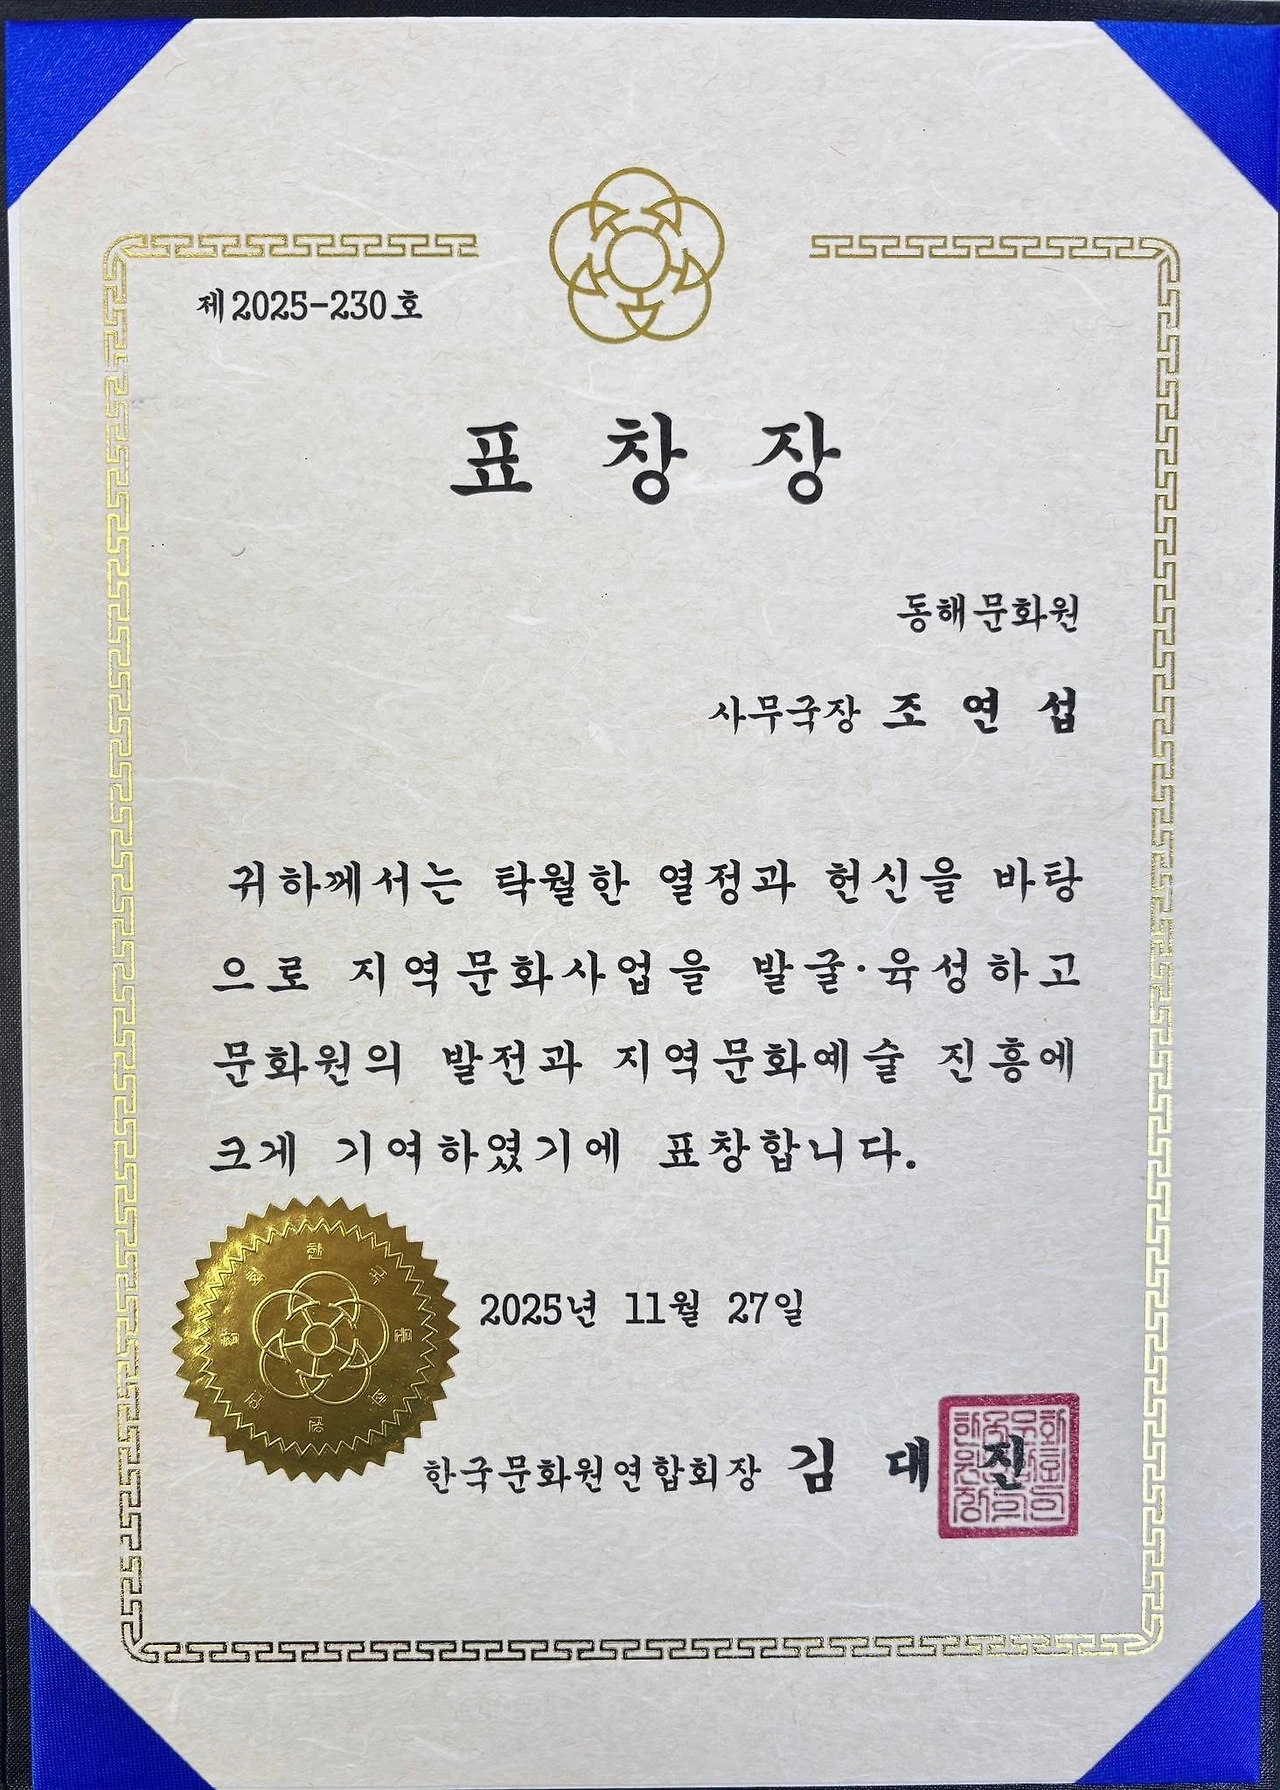 제2025-230호
표창장
동해문화원
사무국장 조연섭
귀하께서는 탁월한 열정과 헌신을 바탕
으로 지역문화사업을 발굴·육성하고
문화원의 발전과 지역문화예술 진흥에
크게 기여하였기에 표창합니다.
2025년 11월 27일
한국문화원연합회장 김대진